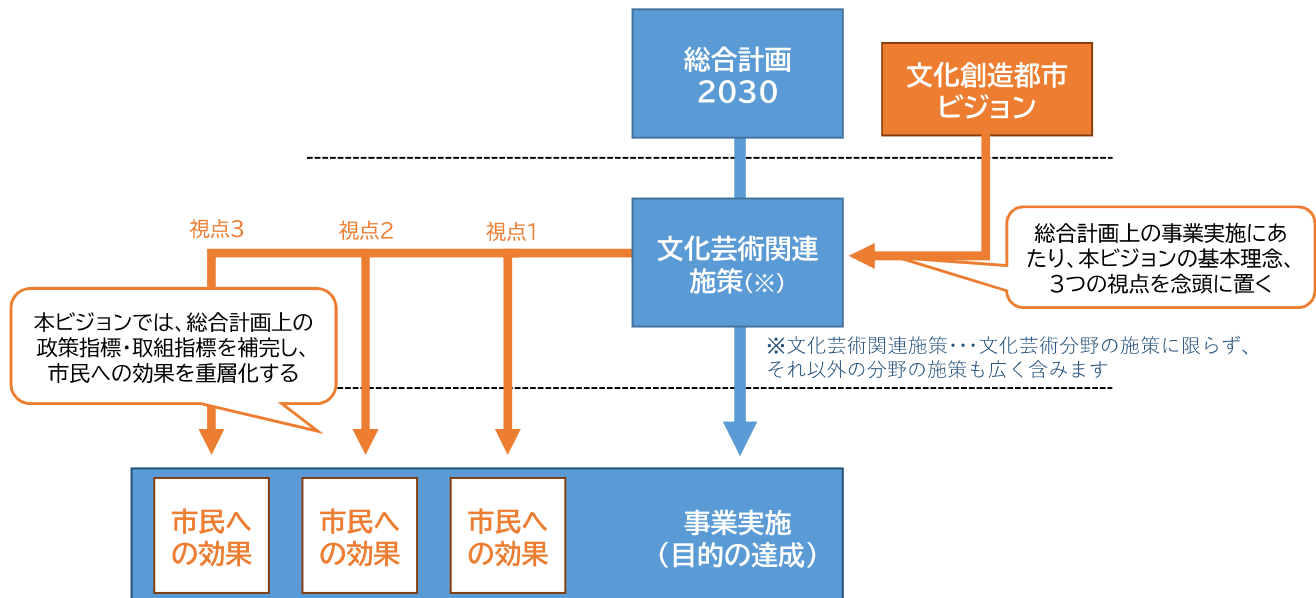 総合計画
2030
文化創造都市
ビジョン
視点3
視点2
視点1
文化芸術関連
施策(※)
総合計画上の事業実施にあ
たり、本ビジョンの基本理念、
3つの視点を念頭に置く
本ビジョンでは、総合計画上の
政策指標・取組指標を補完し、
市民への効果を重層化する
※文化芸術関連施策・・・文化芸術分野の施策に限らず、
それ以外の分野の施策も広く含みます
市民へ
の効果
市民へ
の効果
市民へ
の効果
事業実施
(目的の達成)